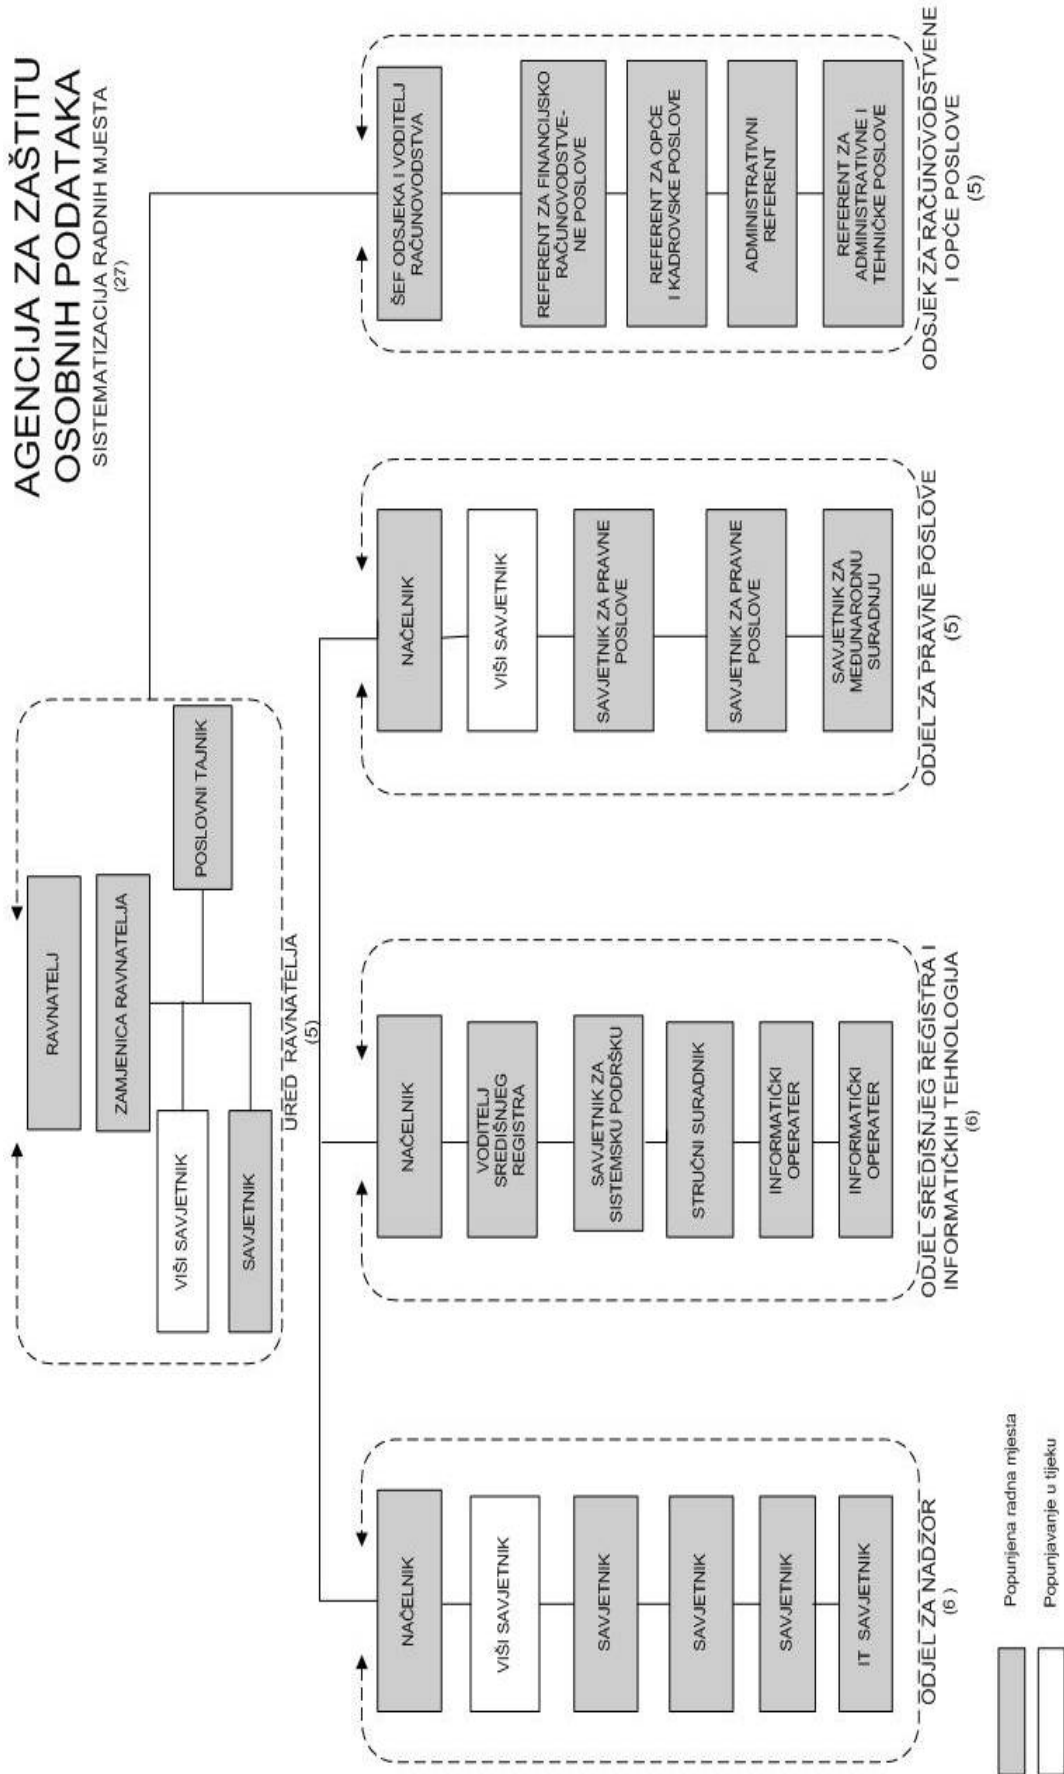 AGENCIJA ZA ZAŠTITU
OSOBNIH PODATAKA
SISTEMATIZACIJA RADNIH MJESTA
(27)
RAVNATELJ
ZAMJENICA RAVNATELJA
POSLOVNI TAJNIK
VIŠI SAVJETNIK
SAVJETNIK
URED RAVNATELJA
(5)
NAČELNIK
VIŠI SAVJETNIK
SAVJETNIK
SAVJETNIK
SAVJETNIK
IT SAVJETNIK
ODJEL ZA NADZOR
(6)
NAČELNIK
VODITELJ
SREDIŠNJEG
REGISTRA
SAVJETNIK ZA
SISTEMSKU PODRŠKU
STRUČNI SURADNIK
INFORMATIČKI
OPERATER
INFORMATIČKI
OPERATER
ODJEL SREDIŠNJEG REGISTRA I
INFORMATIČKIH TEHNOLOGIJA
(6)
NAČELNIK
VIŠI SAVJETNIK
SAVJETNIK ZA PRAVNE
POSLOVE
SAVJETNIK ZA PRAVNE
POSLOVE
SAVJETNIK ZA
MEĐUNARODNU
SURADNJU
ODJEL ZA PRAVNE POSLOVE
(5)
ŠEF ODSJEKA I VODITELJ
RAČUNOVODSTVA
REFERENT ZA FINANCIJSKO
RAČUNOVODSTVE-
NE POSLOVE
REFERENT ZA OPĆE
I KADROVSKE POSLOVE
ADMINISTRATIVNI
REFERENT
REFERENT ZA
ADMINISTRATIVNE I
TEHNIČKE POSLOVE
ODSJEK ZA RAČUNOVODSTVENE
I OPĆE POSLOVE
(5)
Popunjena radna mjesta
Popunjavanje u tijeku